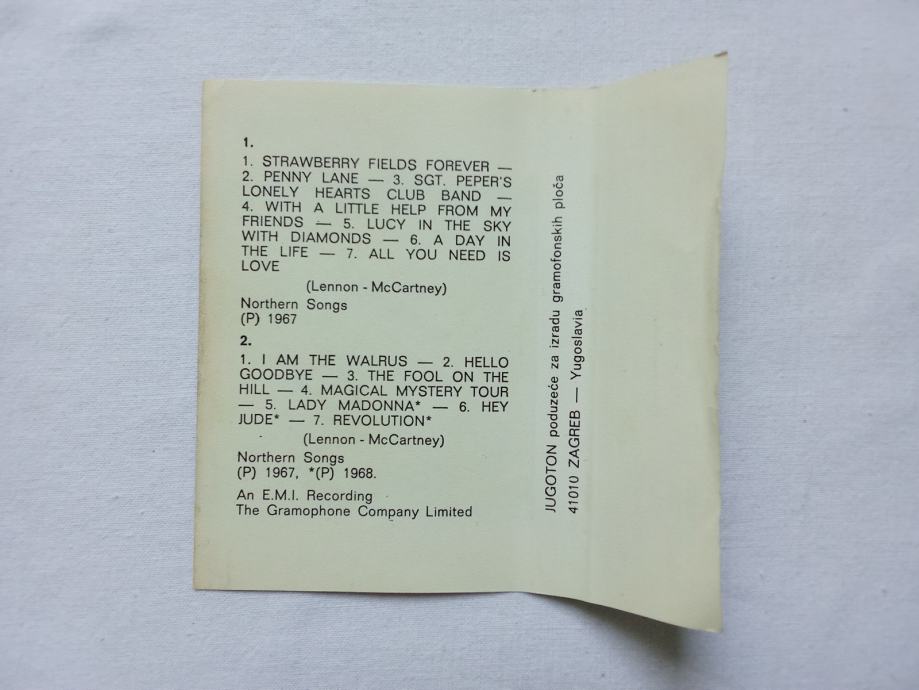 1.
1. STRAWBERRY FIELDS FOREVER —
2. PENNY LANE — 3. SGT. PEPER'S
LONELY HEARTS CLUB BAND —
4. WITH A LITTLE HELP FROM MY
FRIENDS — 5. LUCY IN THE SKY
WITH DIAMONDS — 6. A DAY IN
THE LIFE — 7. ALL YOU NEED IS
LOVE
(Lennon - McCartney)
Northern Songs
(P) 1967
2.
1. I AM THE WALRUS — 2. HELLO
GOODBYE — 3. THE FOOL ON THE
HILL — 4. MAGICAL MYSTERY TOUR
— 5. LADY MADONNA* — 6. HEY
JUDE* — 7. REVOLUTION*
(Lennon - McCartney)
Northern Songs
(P) 1967, *(P) 1968.
An E.M.I. Recording
The Gramophone Company Limited
JUGOTON poduzeće za izradu gramofonskih ploča
41010 ZAGREB — Yugoslavia